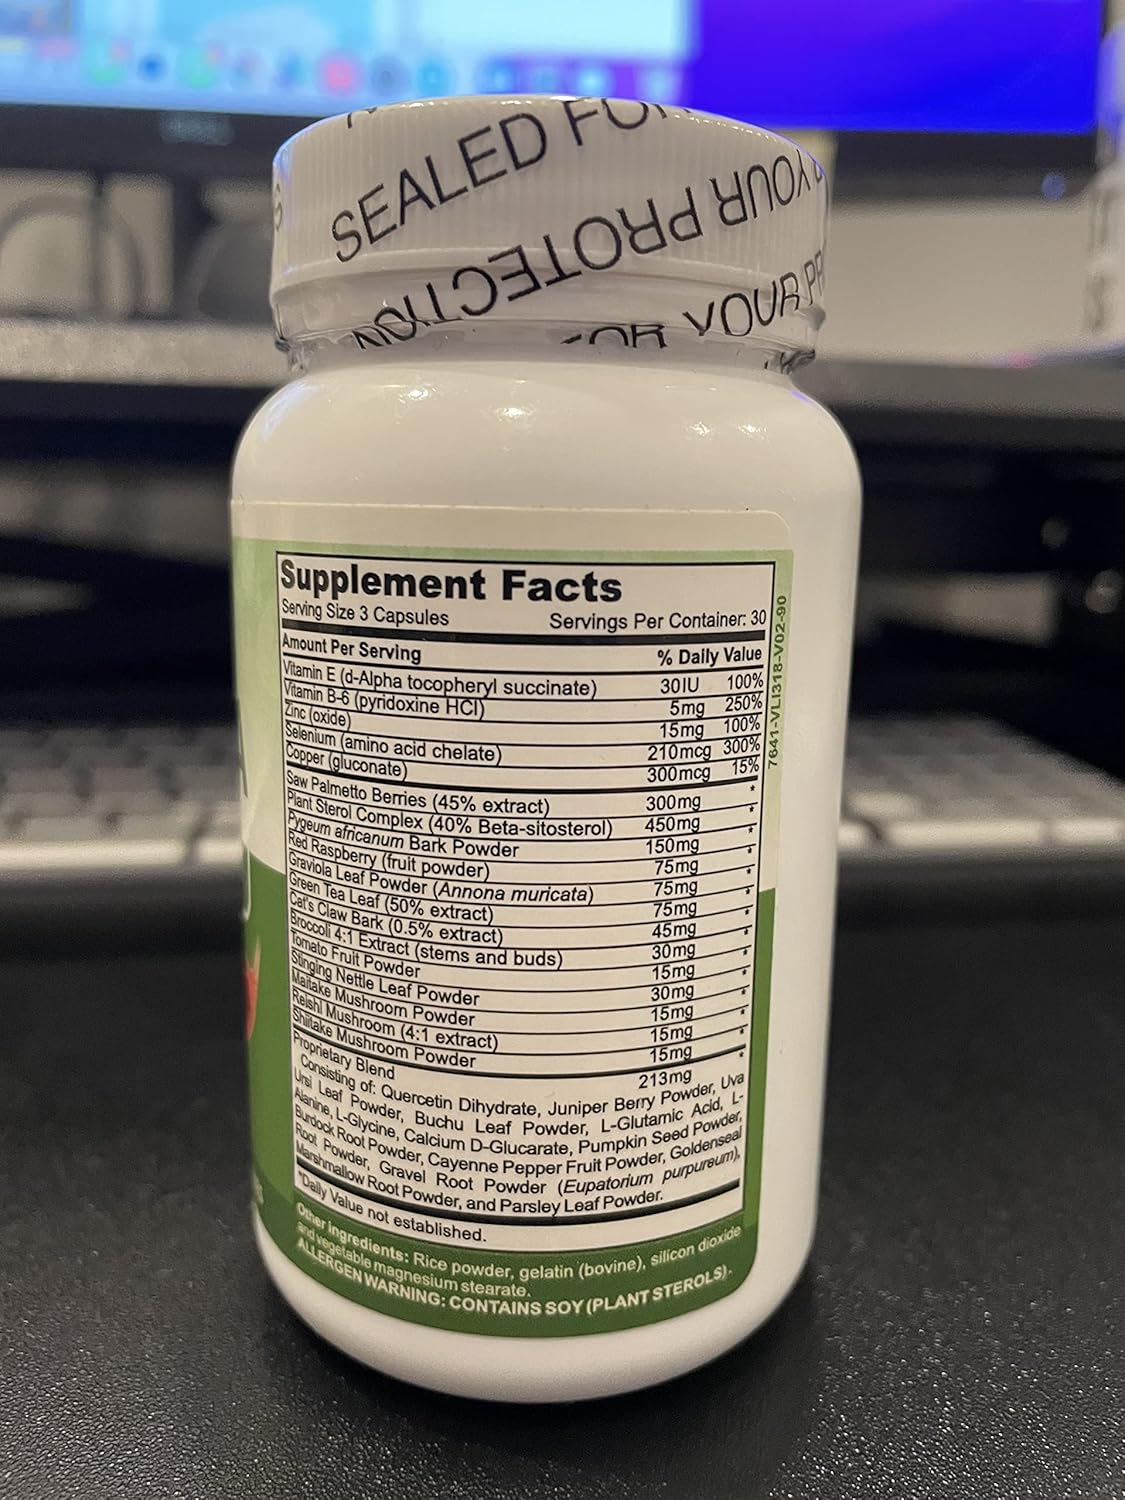 SEALED FOR
YOUR PROTECTION
FOR YOUR PR
Supplement Facts
Serving Size 3 Capsules Servings Per Container: 30
Amount Per Serving % Daily Value
Vitamin E (d-Alpha tocopheryl succinate) 30IU 100%
Vitamin B-6 (pyridoxine HCl) 5mg 250%
Zinc (oxide) 15mg 100%
Selenium (amino acid chelate) 210mcg 300%
Copper (gluconate) 300mcg 15%
Saw Palmetto Berries (45% extract) 300mg *
Plant Sterol Complex (40% Beta-sitosterol) 450mg *
Pygeum africanum Bark Powder 150mg *
Red Raspberry (fruit powder) 75mg *
Graviola Leaf Powder (Annona muricata) 75mg *
Green Tea Leaf (50% extract) 75mg *
Cat's Claw Bark (0.5% extract) 45mg *
Broccoli 4:1 Extract (stems and buds) 30mg *
Tomato Fruit Powder 15mg *
Stinging Nettle Leaf Powder 30mg *
Maitake Mushroom Powder 15mg *
Reishi Mushroom (4:1 extract) 15mg *
Shiitake Mushroom Powder 15mg *
Proprietary Blend 213mg
Consisting of: Quercetin Dihydrate, Juniper Berry Powder, Uva
Ursi Leaf Powder, Buchu Leaf Powder, L-Glutamic Acid, L-
Alanine, L-Glycine, Calcium D-Glucarate, Pumpkin Seed Powder,
Burdock Root Powder, Cayenne Pepper Fruit Powder, Goldenseal
Root Powder, Gravel Root Powder (Eupatorium purpureum),
Marshmallow Root Powder, and Parsley Leaf Powder.
*Daily Value not established.
Other Ingredients: Rice powder, gelatin (bovine), silicon dioxide
and vegetable magnesium stearate.
ALLERGEN WARNING: CONTAINS SOY (PLANT STEROLS).
7641-VLI318-V02-90